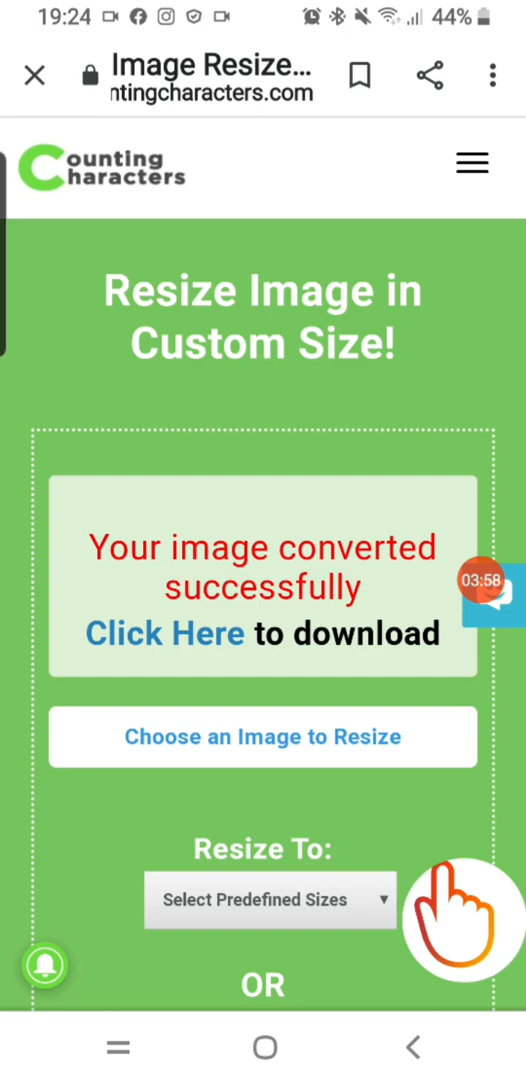 19:24 44%
Image Resize...
ntingcharacters.com
Counting
Characters
Resize Image in
Custom Size!
Your image converted
successfully
Click Here to download
03:58
Choose an Image to Resize
Resize To:
Select Predefined Sizes
OR